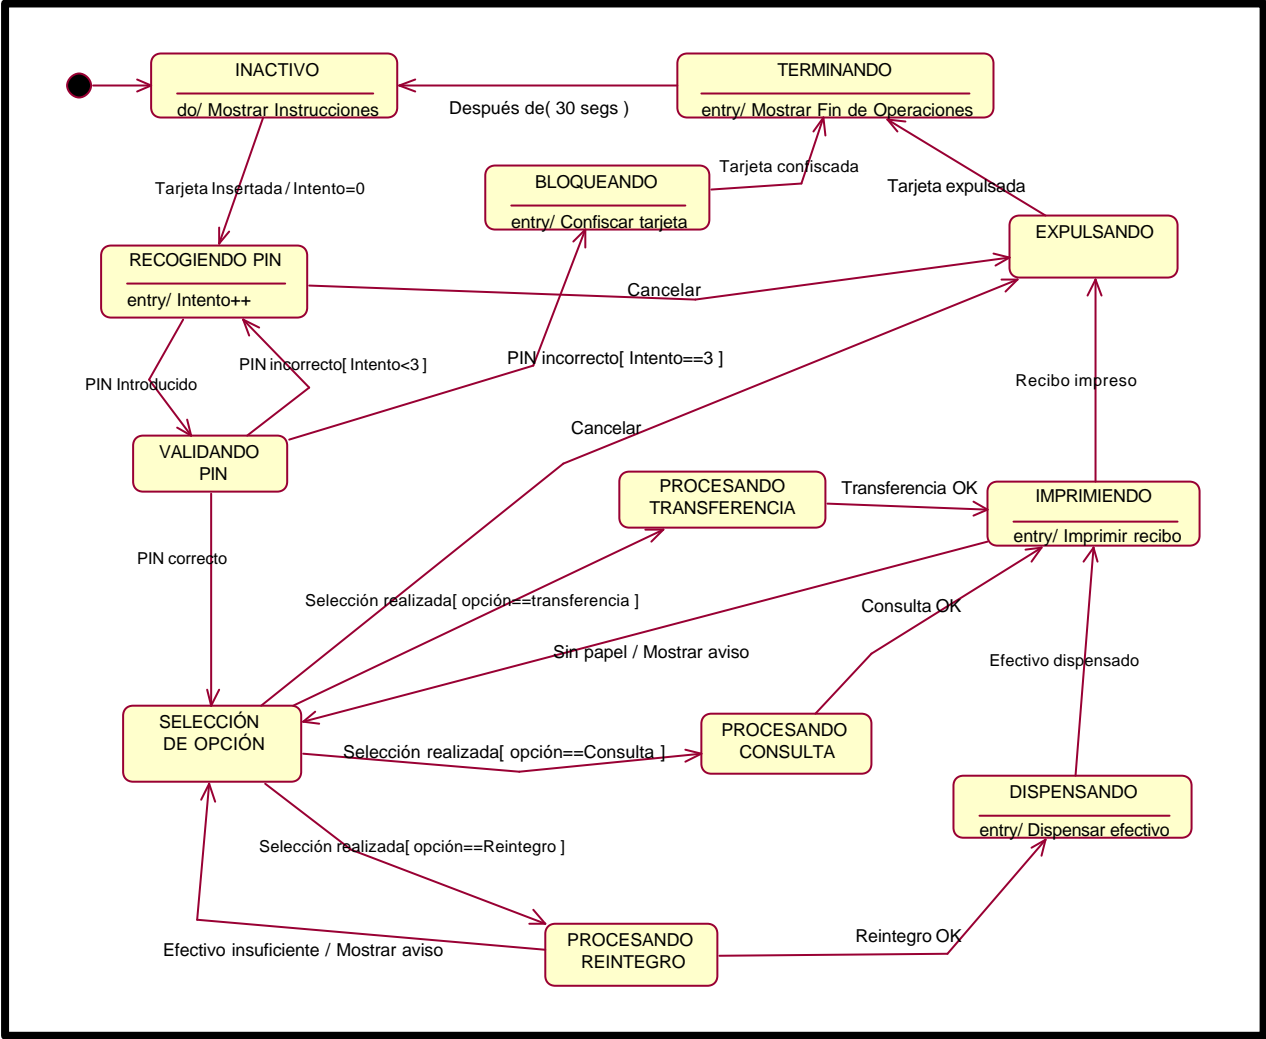 INACTIVO
do/ Mostrar Instrucciones
TERMINANDO
entry/ Mostrar Fin de Operaciones
Después de( 30 segs )
Tarjeta Insertada / Intento=0
BLOQUEANDO
entry/ Confiscar tarjeta
Tarjeta confiscada
Tarjeta expulsada
EXPULSANDO
RECOGIENDO PIN
entry/ Intento++
Cancelar
PIN Introducido
PIN incorrecto[ Intento<3 ]
PIN incorrecto[ Intento==3 ]
Recibo impreso
Cancelar
VALIDANDO
PIN
PROCESANDO
TRANSFERENCIA
Transferencia OK
IMPRIMIENDO
entry/ Imprimir recibo
PIN correcto
Selección realizada[ opción==transferencia ]
Consulta OK
Sin papel / Mostrar aviso
Efectivo dispensado
SELECCIÓN
DE OPCIÓN
Selección realizada[ opción==Consulta ]
PROCESANDO
CONSULTA
DISPENSANDO
entry/ Dispensar efectivo
Selección realizada[ opción==Reintegro ]
Efectivo insuficiente / Mostrar aviso
PROCESANDO
REINTEGRO
Reintegro OK